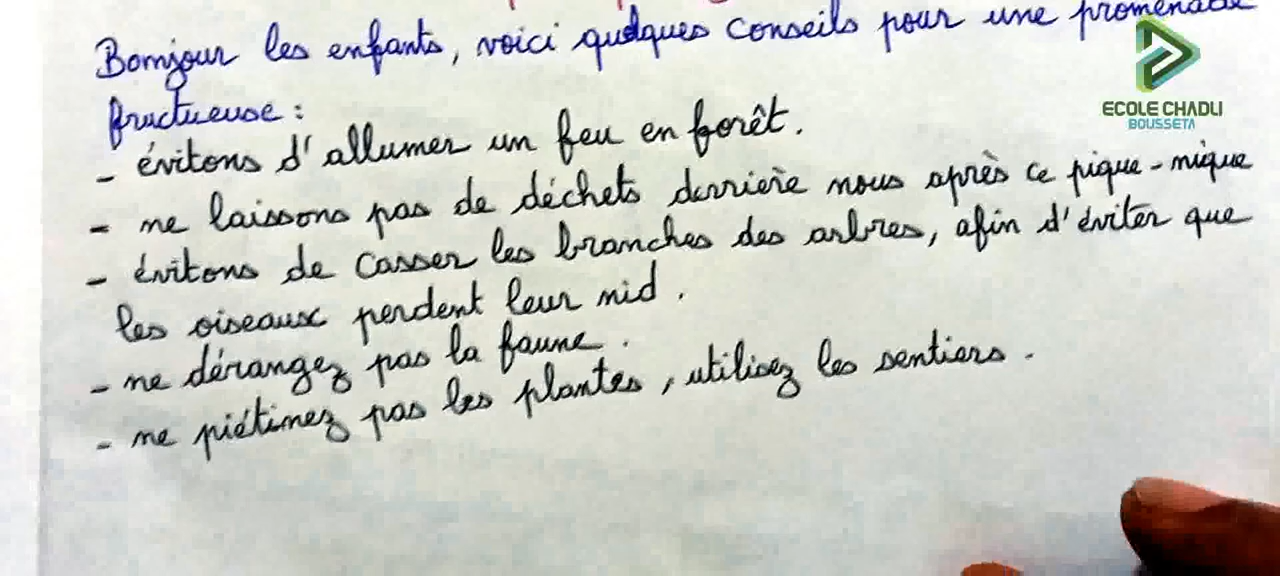 Bonjour les enfants, voici quelques conseils pour une promenade
fructueuse :
- évitons d'allumer un feu en forêt.
- ne laissons pas de déchets derrière nous après ce pique-nique
- évitons de casser les branches des arbres, afin d'éviter que
les oiseaux perdent leur nid.
- ne dérangez pas la faune.
- ne piétinez pas les plantes, utilisez les sentiers.
ECOLE CHADLI
BOUSSETA